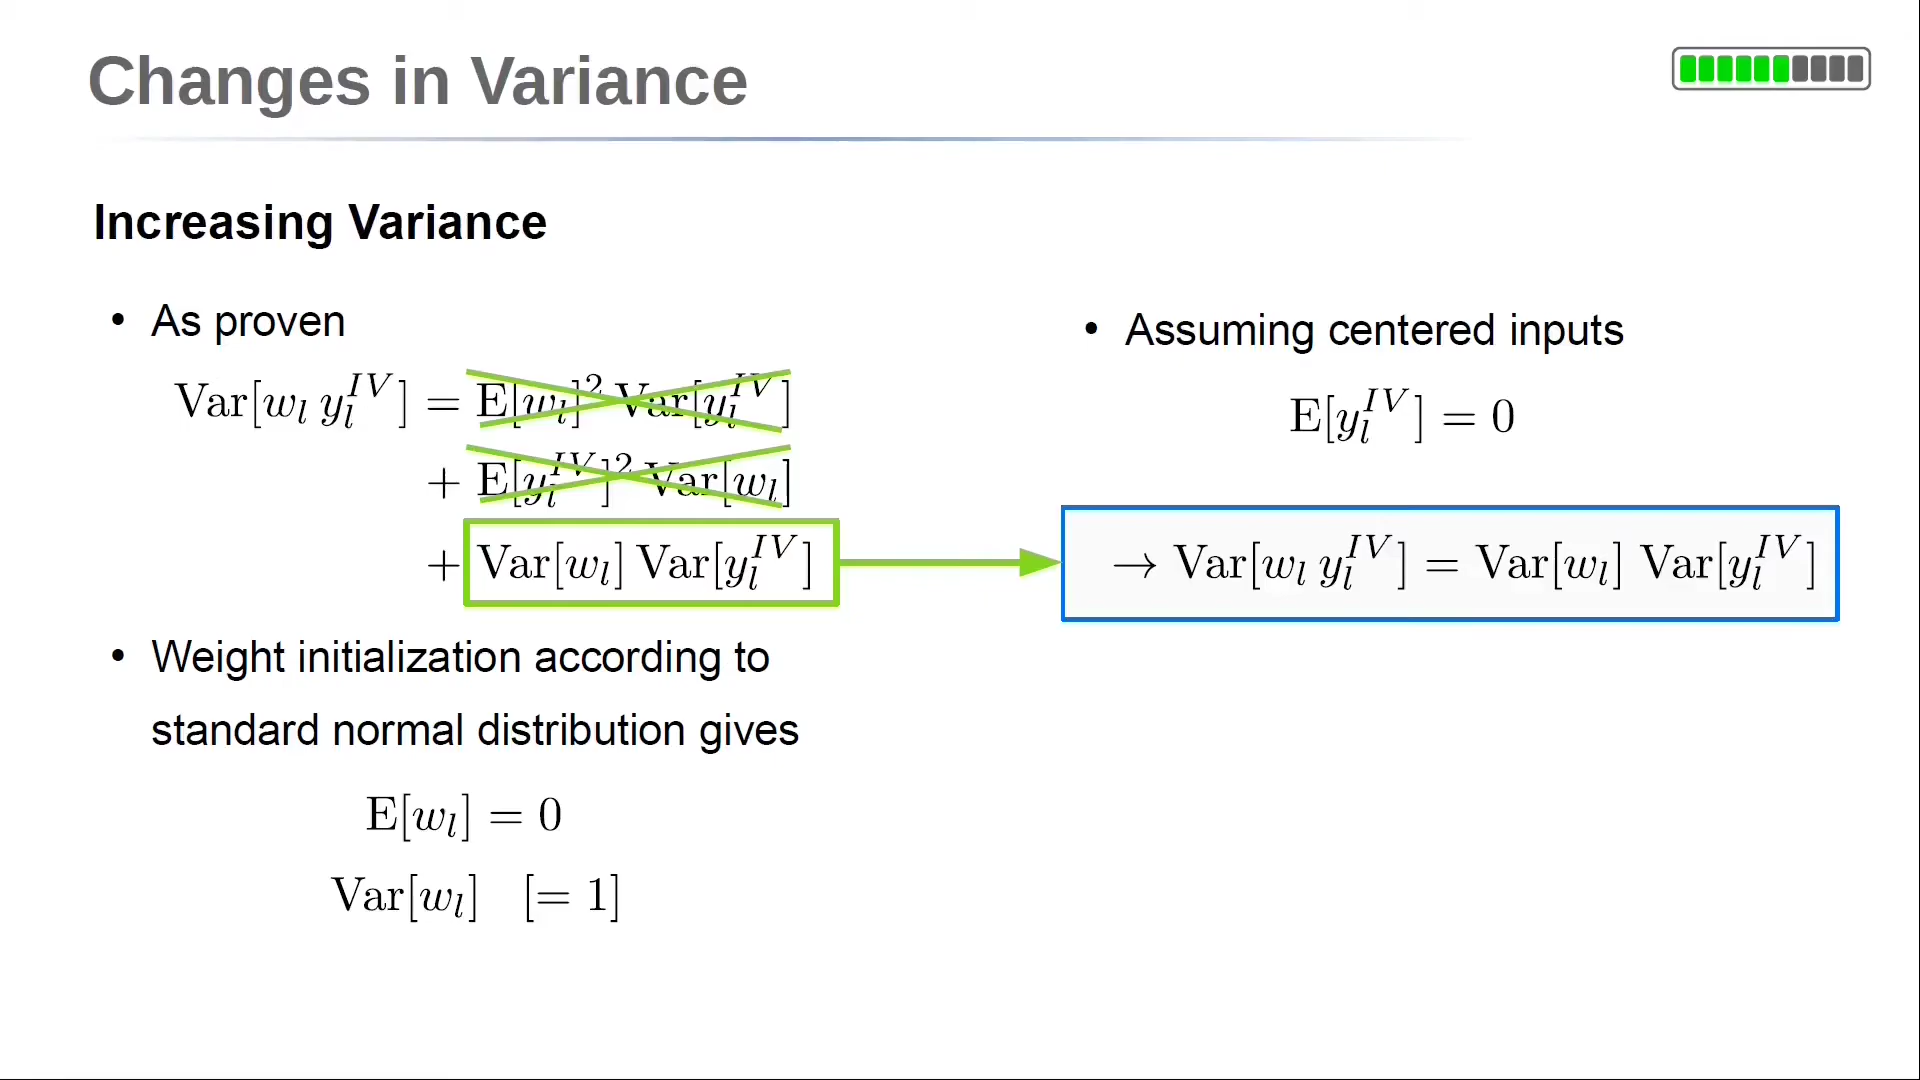 Changes in Variance
Increasing Variance
• As proven
Var[w_l y_l^{IV}] = E[w_l]^2 Var[y_l^{IV}]
+ E[y_l^{IV}]^2 Var[w_l]
+ Var[w_l] Var[y_l^{IV}]
• Weight initialization according to
standard normal distribution gives
E[w_l] = 0
Var[w_l] [= 1]
• Assuming centered inputs
E[y_l^{IV}] = 0
→ Var[w_l y_l^{IV}] = Var[w_l] Var[y_l^{IV}]